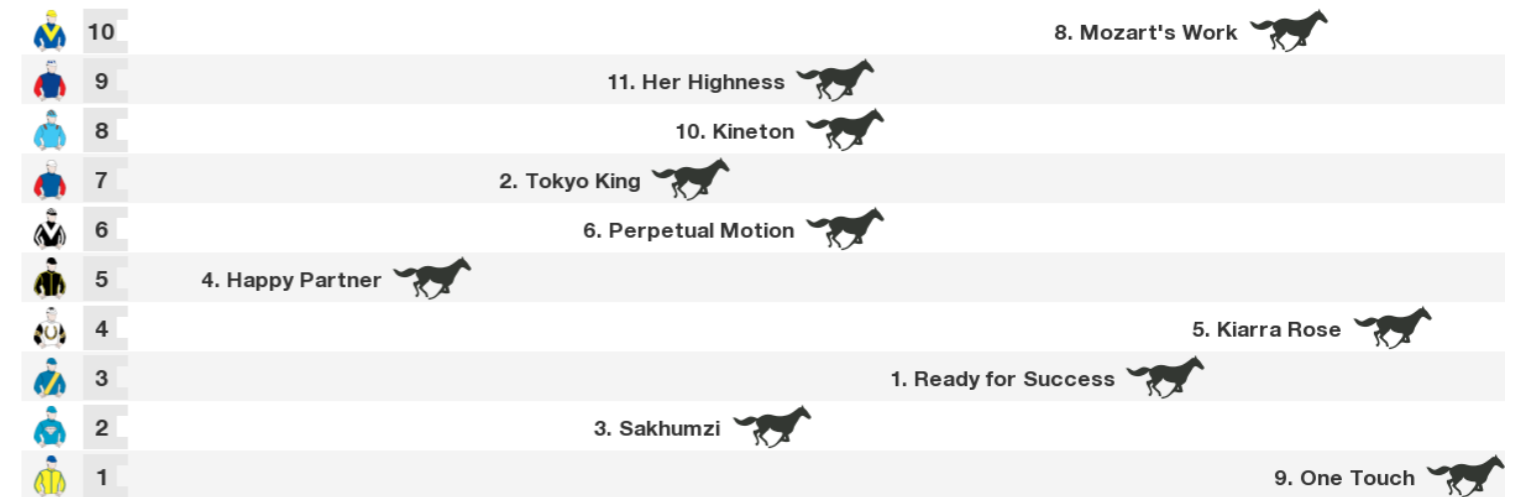 10 8. Mozart's Work
9 11. Her Highness
8 10. Kineton
7 2. Tokyo King
6 6. Perpetual Motion
5 4. Happy Partner
4 5. Kiarra Rose
3 1. Ready for Success
2 3. Sakhumzi
1 9. One Touch